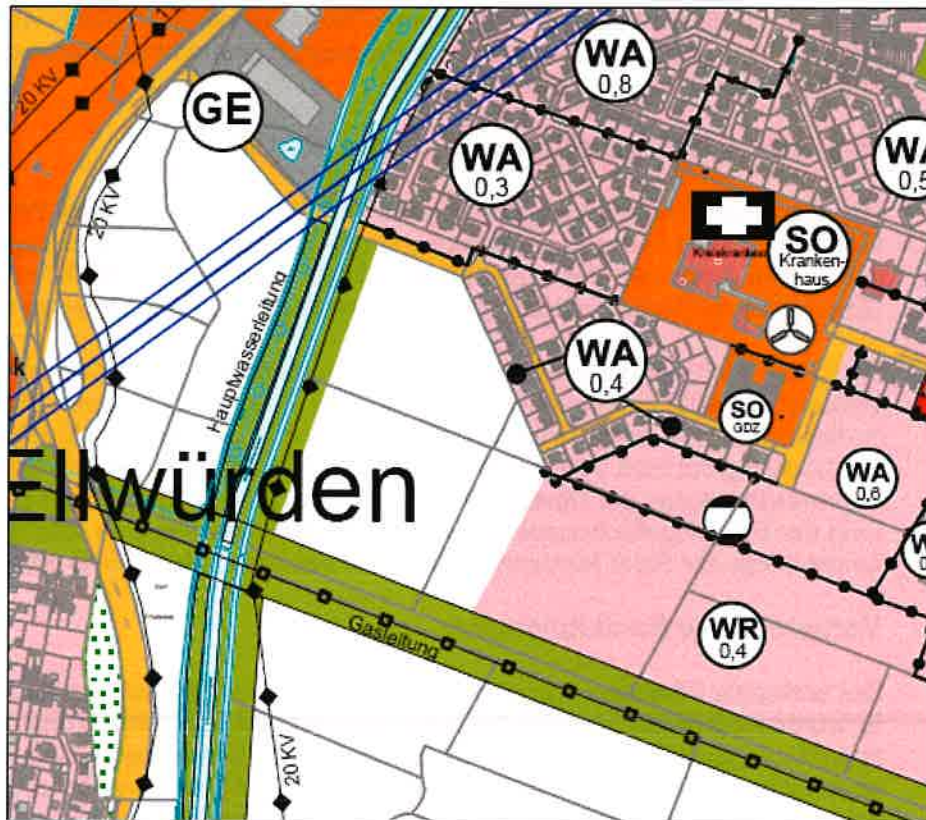 20 KV
GE
WA
0,8
WA
0,3
WA
0,5
SO
Kranken-
haus
20 KV
Hauptwasserleitung
k
WA
0,4
SO
GDZ
WA
0,6
Ellwürden
Gasleitung
WR
0,4
20 KV